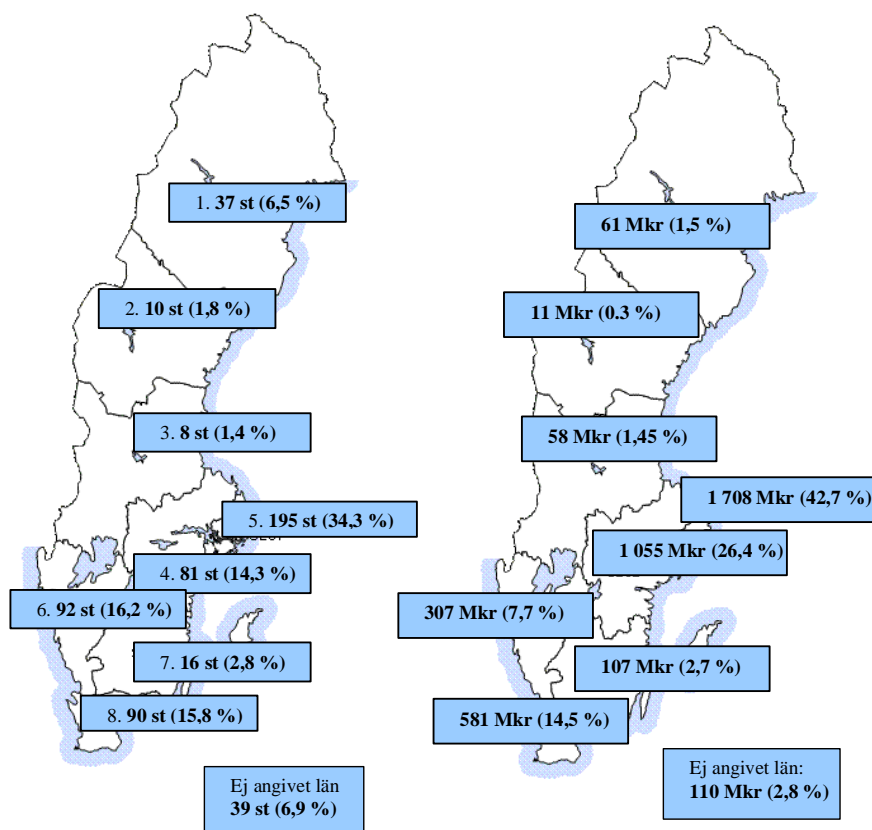 1. 37 st (6,5 %)
2. 10 st (1,8 %)
3. 8 st (1,4 %)
5. 195 st (34,3 %)
4. 81 st (14,3 %)
6. 92 st (16,2 %)
7. 16 st (2,8 %)
8. 90 st (15,8 %)
Ej angivet län
39 st (6,9 %)
61 Mkr (1,5 %)
11 Mkr (0.3 %)
58 Mkr (1,45 %)
1 708 Mkr (42,7 %)
1 055 Mkr (26,4 %)
307 Mkr (7,7 %)
107 Mkr (2,7 %)
581 Mkr (14,5 %)
Ej angivet län:
110 Mkr (2,8 %)